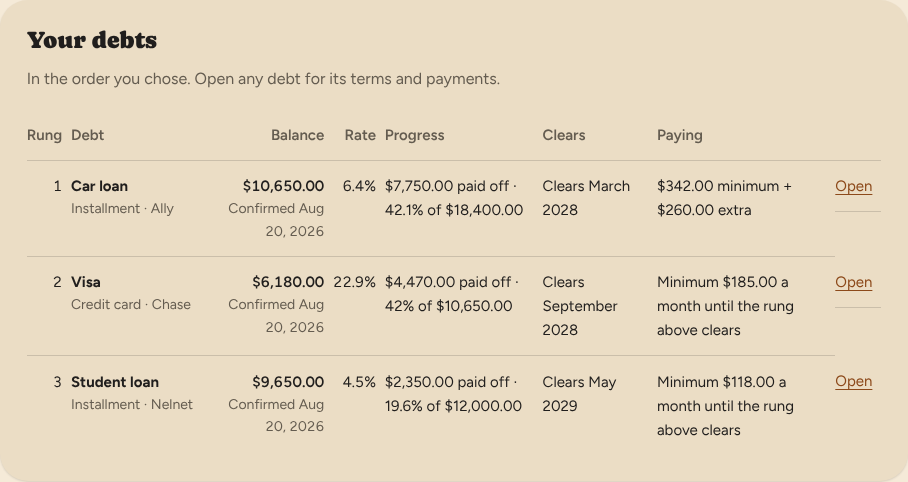 Your debts
In the order you chose. Open any debt for its terms and payments.
Rung Debt Balance Rate Progress Clears Paying
1 Car loan $10,650.00 6.4% $7,750.00 paid off · Clears March $342.00 minimum + Open
Installment · Ally Confirmed Aug 42.1% of $18,400.00 2028 $260.00 extra
20, 2026
2 Visa $6,180.00 22.9% $4,470.00 paid off · Clears Minimum $185.00 a Open
Credit card · Chase Confirmed Aug 42% of $10,650.00 September month until the rung
20, 2026 2028 above clears
3 Student loan $9,650.00 4.5% $2,350.00 paid off · Clears May Minimum $118.00 a Open
Installment · Nelnet Confirmed Aug 19.6% of $12,000.00 2029 month until the rung
20, 2026 above clears